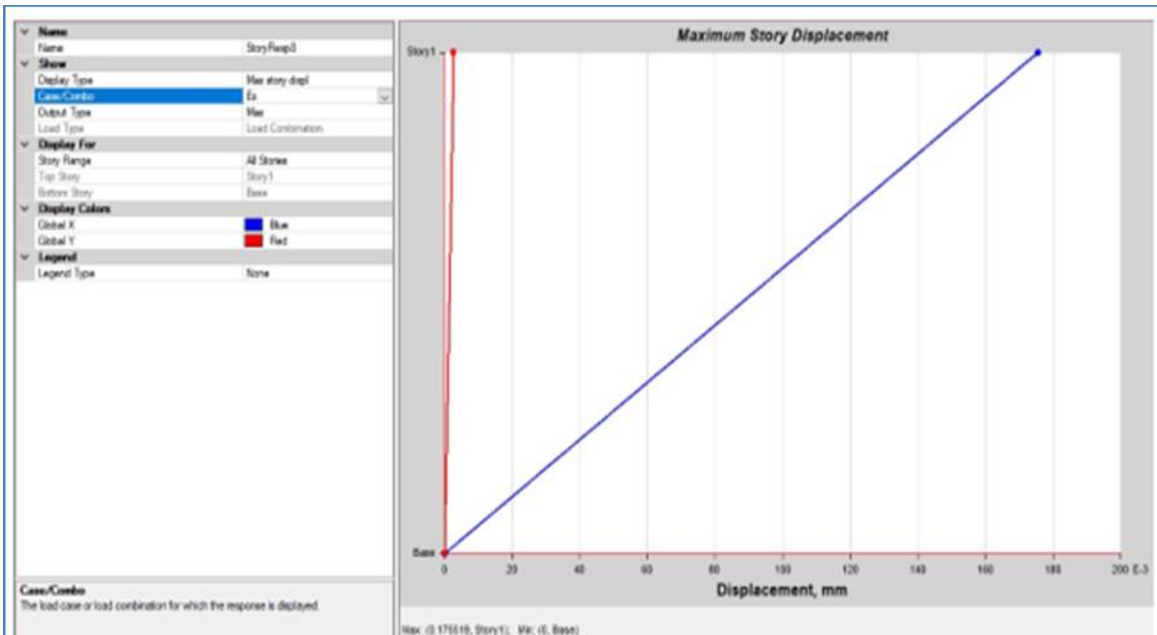 Name
Name StoryResp3
Show
Display Type Max story displ
Case/Combo Ex
Output Type Max
Load Type Load Combination
Display For
Story Range All Stories
Top Story Story1
Bottom Story Base
Display Colors
Global X Blue
Global Y Red
Legend
Legend Type None
Case/Combo
The load case or load combination for which the response is displayed.
Maximum Story Displacement
Story1
Base
0 20 40 60 80 100 120 140 160 180 200 E-3
Displacement, mm
Max: (0.175519, Story1); Min: (0, Base)